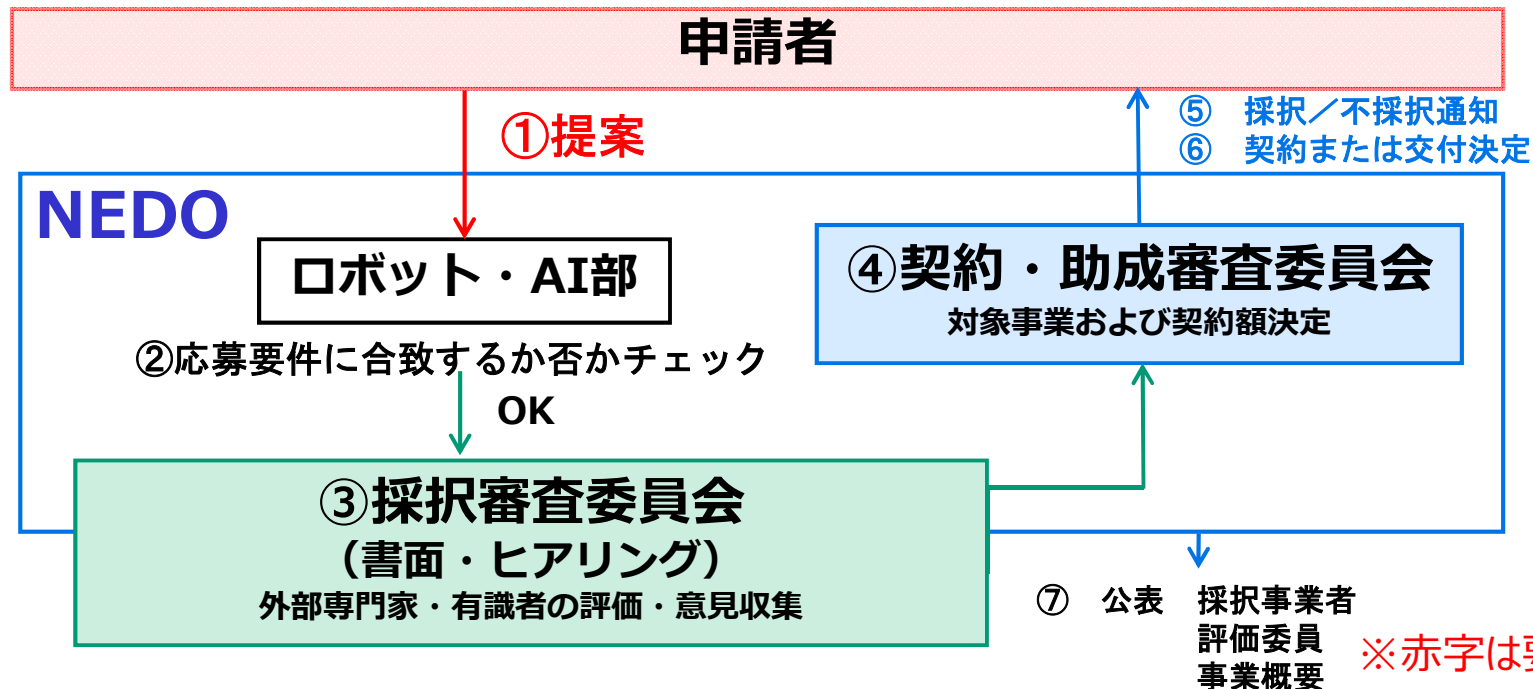 申請者
①提案
⑤ 採択／不採択通知
⑥ 契約または交付決定
NEDO
ロボット・AI部
②応募要件に合致するか否かチェック
OK
③採択審査委員会
（書面・ヒアリング）
外部専門家・有識者の評価・意見収集
④契約・助成審査委員会
対象事業および契約額決定
⑦ 公表 採択事業者
評価委員
事業概要
※赤字は